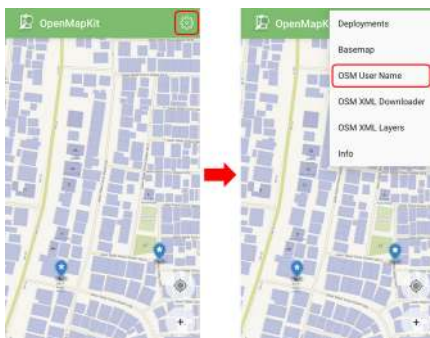 OpenMapKit
OpenMapK
Deployments
Basemap
OSM User Name
OSM XML Downloader
OSM XML Layers
Info
+
+